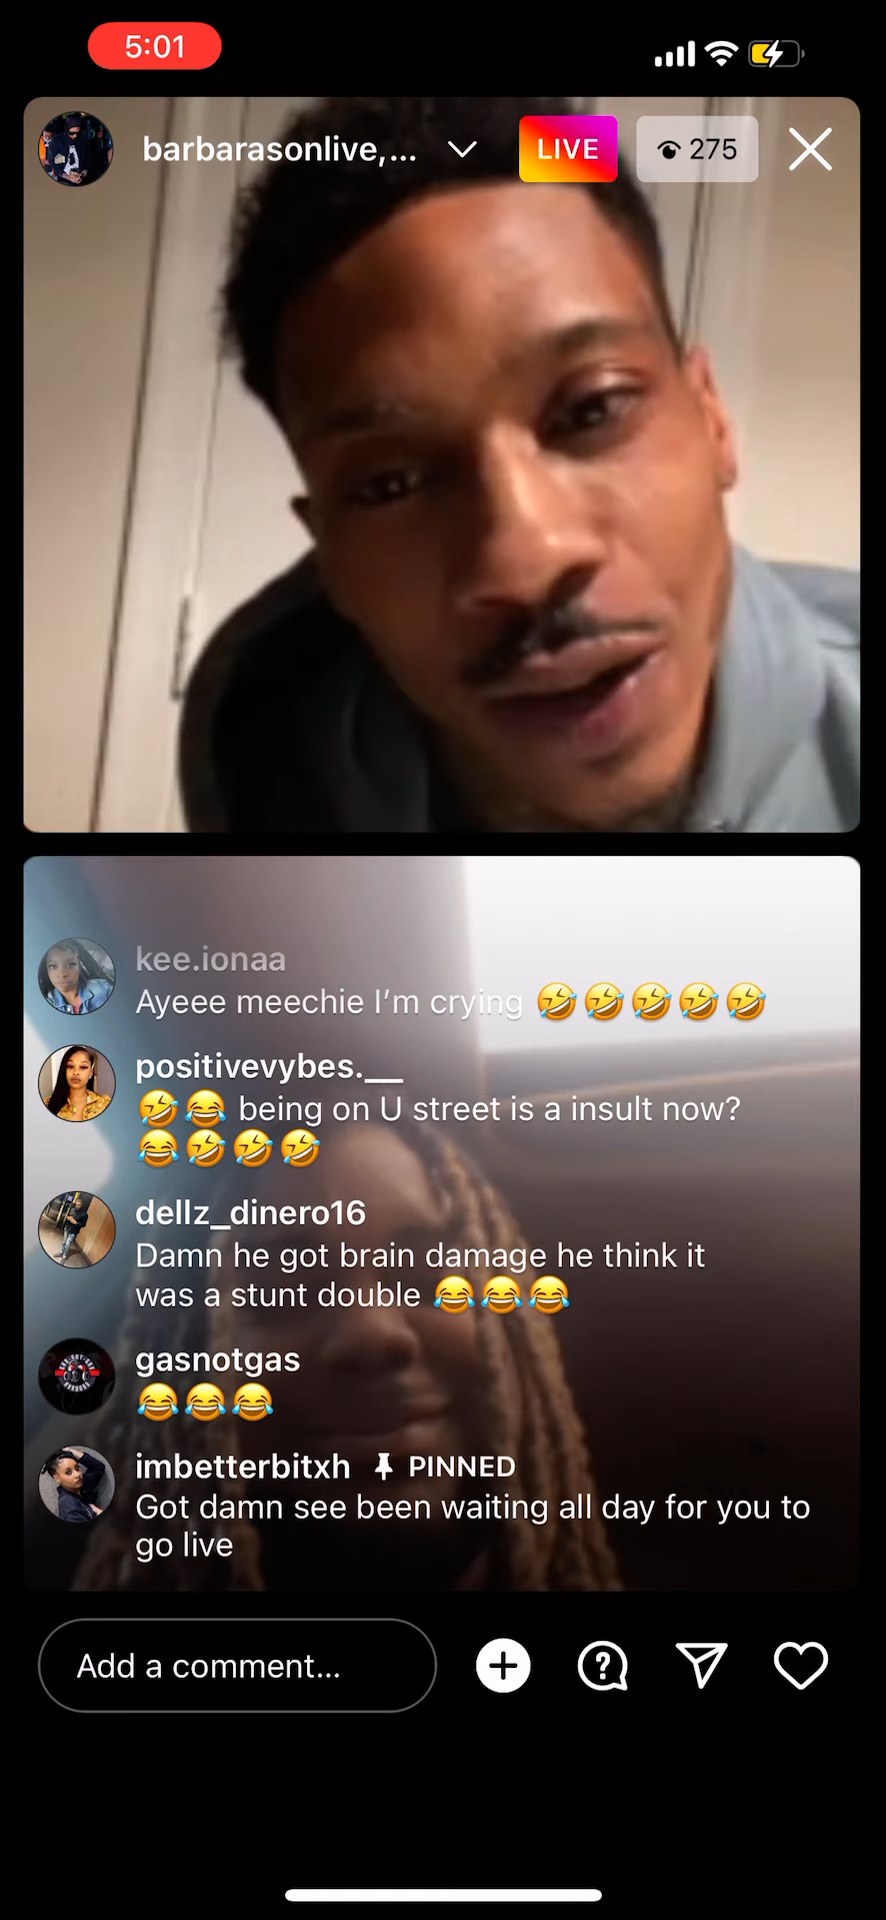 5:01
barbarasonlive,...
LIVE
275
kee.ionaa
Ayeee meechie I’m crying 🤣🤣🤣🤣🤣
positivevybes.__
🤣😂 being on U street is a insult now?
😂🤣🤣🤣
dellz_dinero16
Damn he got brain damage he think it
was a stunt double 😂😂😂
gasnotgas
😂😂😂
imbetterbitxh PINNED
Got damn see been waiting all day for you to
go live
Add a comment...